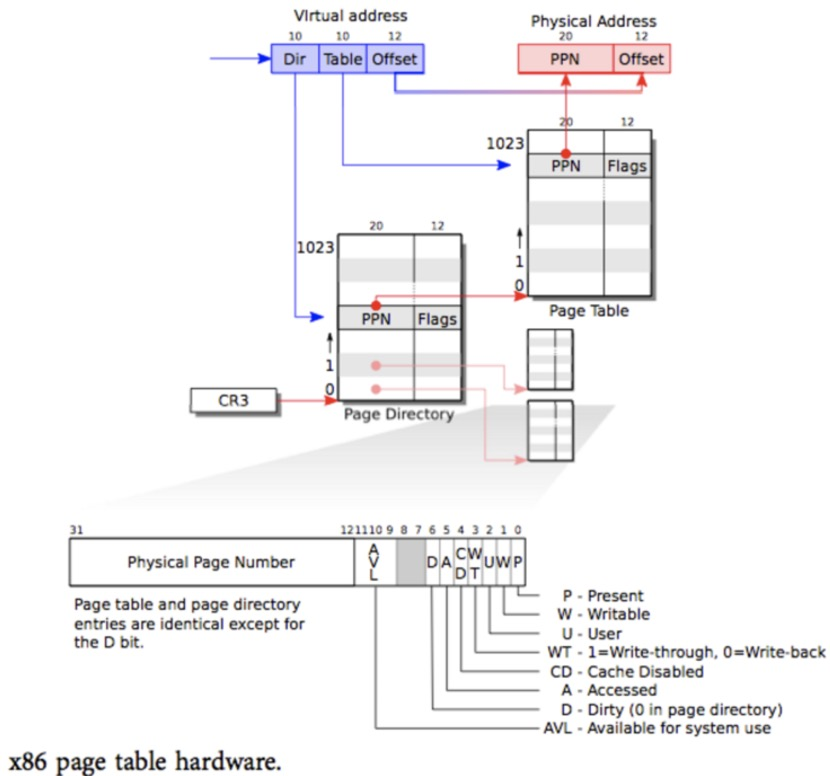 VIrtual address
Physical Address
10 10 12
20 12
Dir Table Offset
PPN Offset
20 12
1023
PPN Flags
20 12
1023
1
0
Page Table
PPN Flags
1
0
CR3
Page Directory
31 12 11 10 9 8 7 6 5 4 3 2 1 0
Physical Page Number
AVL
D A CD WT U W P
Page table and page directory
entries are identical except for
the D bit.
P - Present
W - Writable
U - User
WT - 1=Write-through, 0=Write-back
CD - Cache Disabled
A - Accessed
D - Dirty (0 in page directory)
AVL - Available for system use
x86 page table hardware.